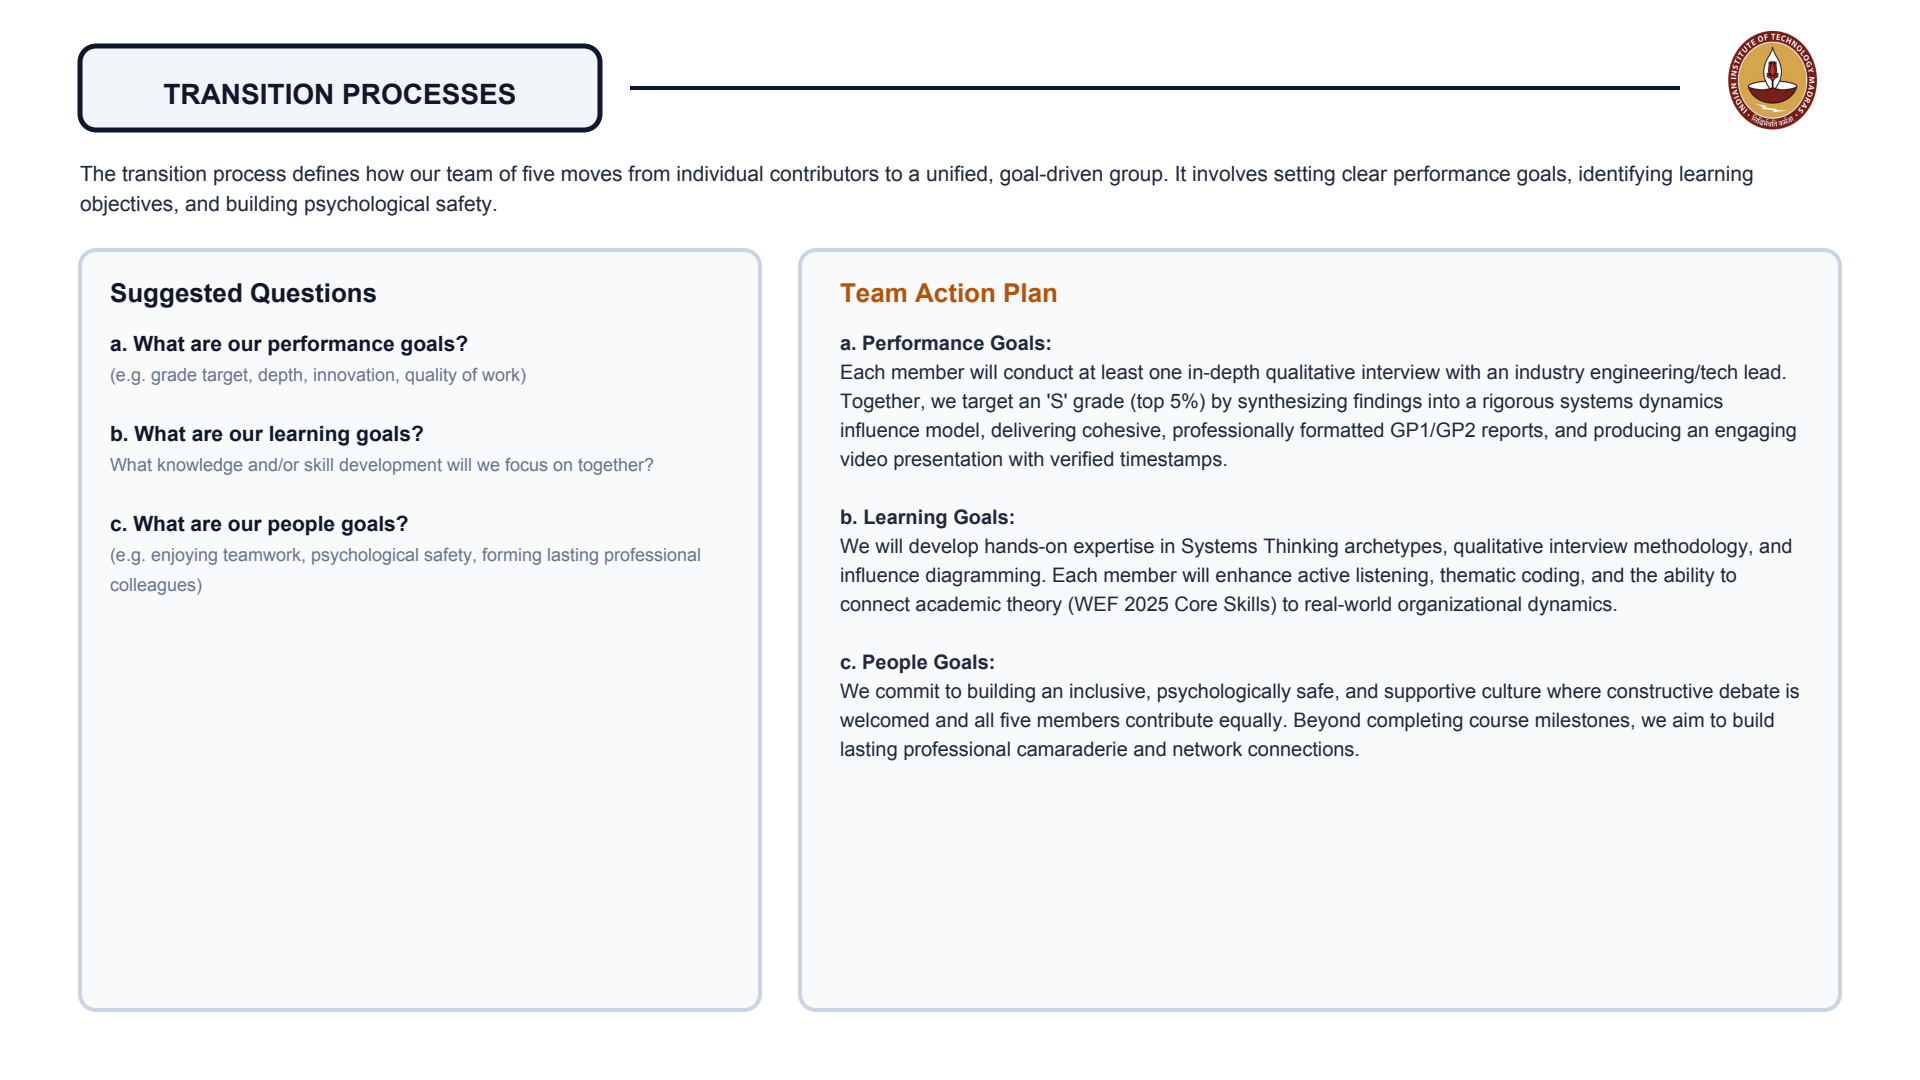 TRANSITION PROCESSES
INDIAN INSTITUTE OF TECHNOLOGY MADRAS
The transition process defines how our team of five moves from individual contributors to a unified, goal-driven group. It involves setting clear performance goals, identifying learning
objectives, and building psychological safety.
Suggested Questions
a. What are our performance goals?
(e.g. grade target, depth, innovation, quality of work)
b. What are our learning goals?
What knowledge and/or skill development will we focus on together?
c. What are our people goals?
(e.g. enjoying teamwork, psychological safety, forming lasting professional
colleagues)
Team Action Plan
a. Performance Goals:
Each member will conduct at least one in-depth qualitative interview with an industry engineering/tech lead.
Together, we target an 'S' grade (top 5%) by synthesizing findings into a rigorous systems dynamics
influence model, delivering cohesive, professionally formatted GP1/GP2 reports, and producing an engaging
video presentation with verified timestamps.
b. Learning Goals:
We will develop hands-on expertise in Systems Thinking archetypes, qualitative interview methodology, and
influence diagramming. Each member will enhance active listening, thematic coding, and the ability to
connect academic theory (WEF 2025 Core Skills) to real-world organizational dynamics.
c. People Goals:
We commit to building an inclusive, psychologically safe, and supportive culture where constructive debate is
welcomed and all five members contribute equally. Beyond completing course milestones, we aim to build
lasting professional camaraderie and network connections.